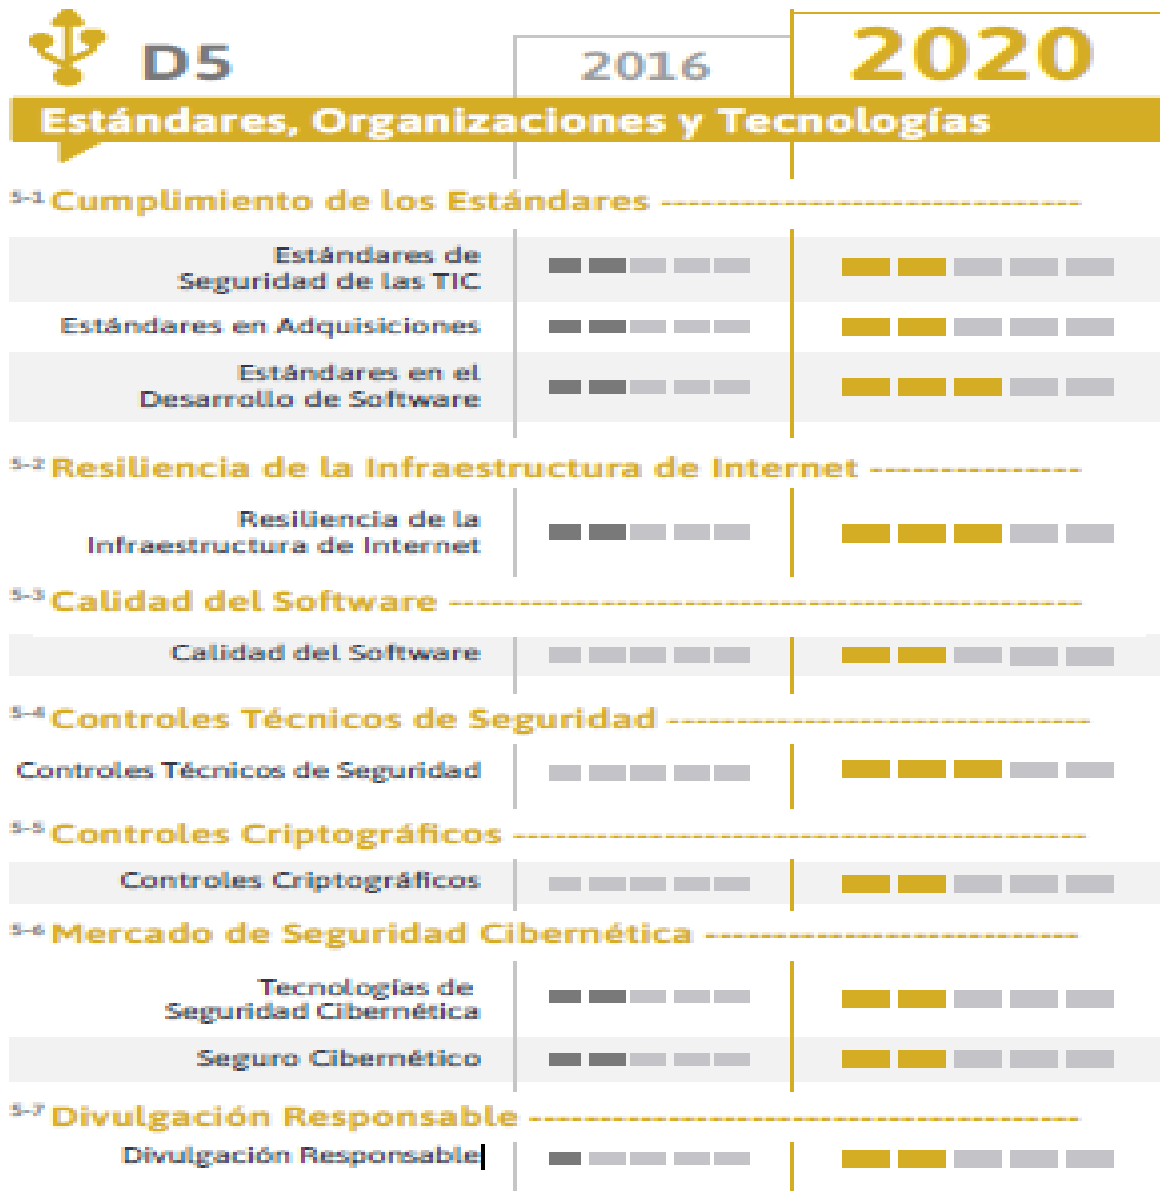 D5
2016
2020
Estándares, Organizaciones y Tecnologías
5-1 Cumplimiento de los Estándares
Estándares de
Seguridad de las TIC
Estándares en Adquisiciones
Estándares en el
Desarrollo de Software
5-2 Resiliencia de la Infraestructura de Internet
Resiliencia de la
Infraestructura de Internet
5-3 Calidad del Software
Calidad del Software
5-4 Controles Técnicos de Seguridad
Controles Técnicos de Seguridad
5-5 Controles Criptográficos
Controles Criptográficos
5-6 Mercado de Seguridad Cibernética
Tecnologías de
Seguridad Cibernética
Seguro Cibernético
5-7 Divulgación Responsable
Divulgación Responsable